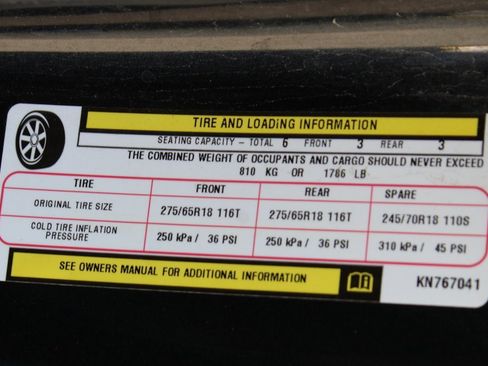 TIRE AND LOADING INFORMATION
SEATING CAPACITY - TOTAL 6 FRONT 3 REAR 3
THE COMBINED WEIGHT OF OCCUPANTS AND CARGO SHOULD NEVER EXCEED
810 KG OR 1786 LB
TIRE FRONT REAR SPARE
ORIGINAL TIRE SIZE 275/65R18 116T 275/65R18 116T 245/70R18 110S
COLD TIRE INFLATION PRESSURE 250 kPa / 36 PSI 250 kPa / 36 PSI 310 kPa / 45 PSI
SEE OWNERS MANUAL FOR ADDITIONAL INFORMATION KN767041